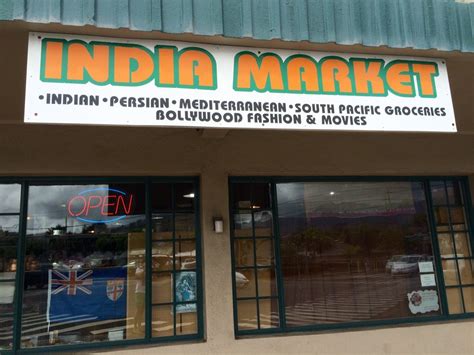 INDIA MARKET
•INDIAN •PERSIAN •MEDITERRANEAN •SOUTH PACIFIC GROCERIES
BOLLYWOOD FASHION & MOVIES
OPEN